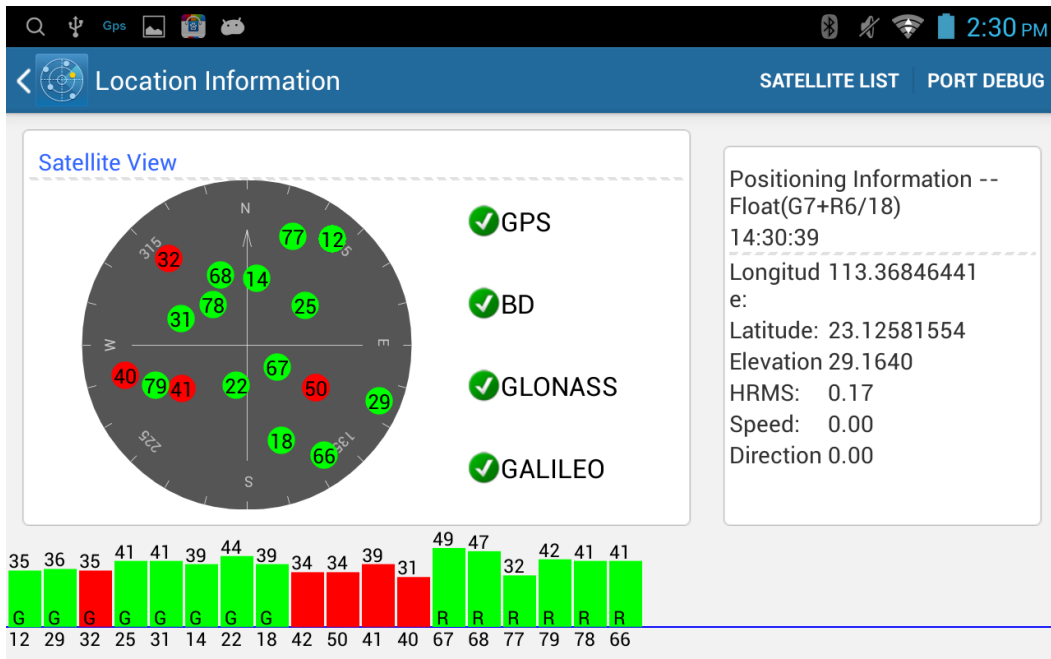 Gps
2:30 PM
Location Information
SATELLITE LIST
PORT DEBUG
Satellite View
N
77
12
315
32
68
14
78
25
31
W
E
67
40
79
41
22
50
29
18
225
66
135
S
GPS
BD
GLONASS
GALILEO
Positioning Information --
Float(G7+R6/18)
14:30:39
Longitud 113.36846441
e:
Latitude: 23.12581554
Elevation 29.1640
HRMS: 0.17
Speed: 0.00
Direction 0.00
35 36 35 41 41 39 44 39 34 34 39 31 49 47 32 42 41 41
G G G G G G G G R R R R R R
12 29 32 25 31 14 22 18 42 50 41 40 67 68 77 79 78 66